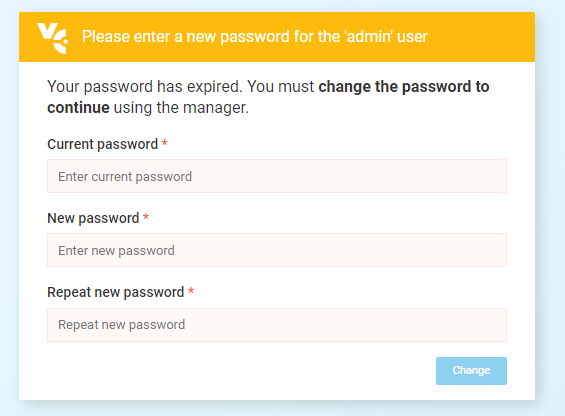 Please enter a new password for the 'admin' user
Your password has expired. You must change the password to
continue using the manager.
Current password *
Enter current password
New password *
Enter new password
Repeat new password *
Repeat new password
Change